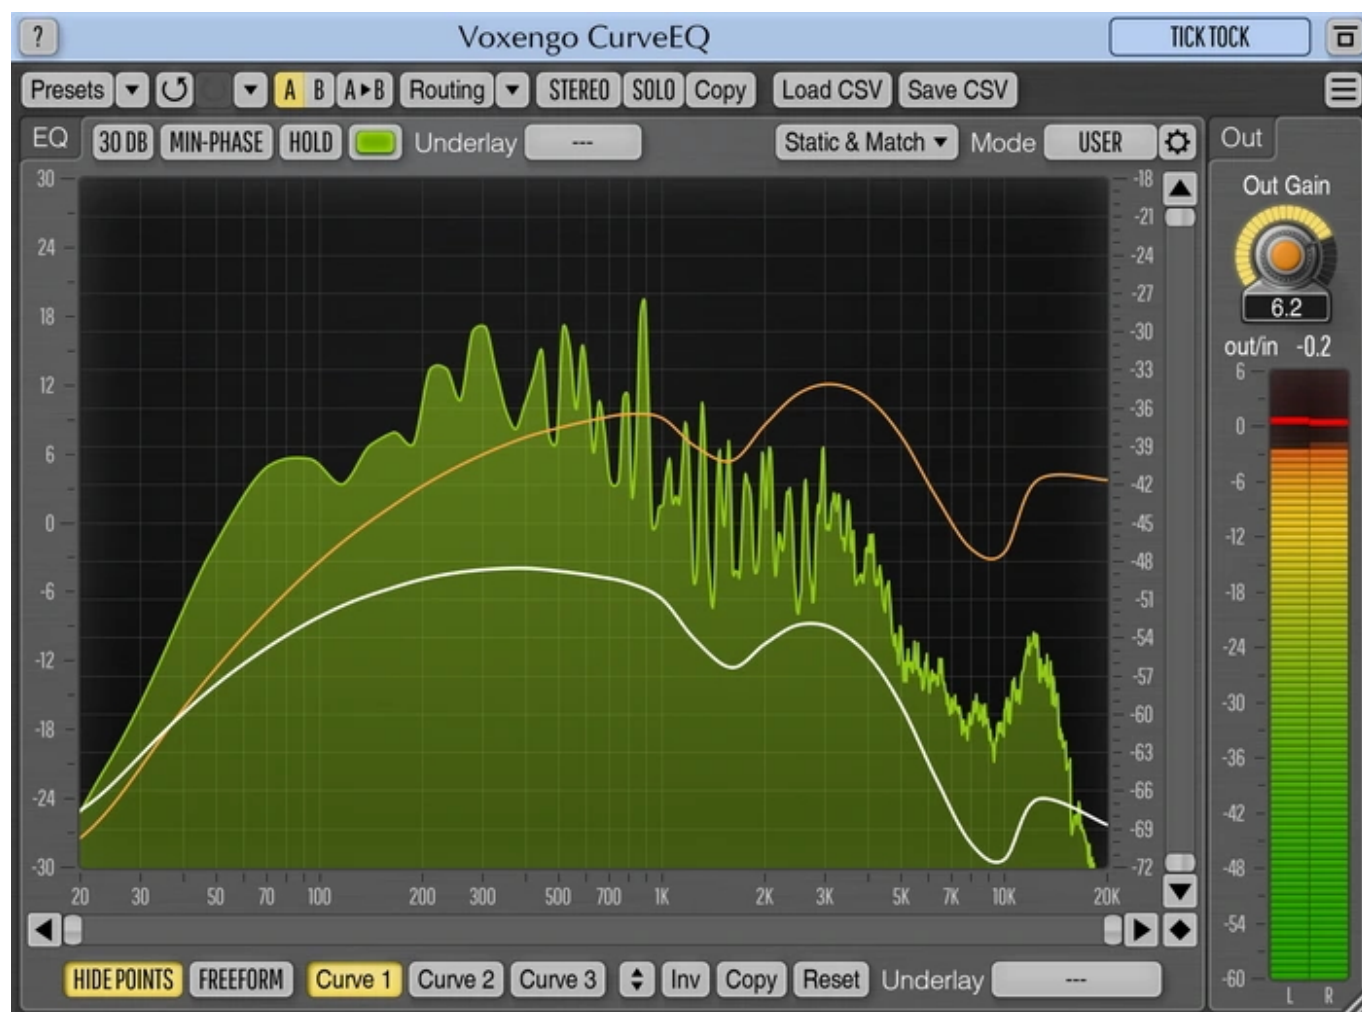 ? Voxengo CurveEQ TICK TOCK
Presets A B A▸B Routing STEREO SOLO Copy Load CSV Save CSV
EQ 30 DB MIN-PHASE HOLD Underlay --- Static & Match Mode USER Out
30 -18 Out Gain
-21
24 -24
-27
18 -30 6.2
out/in -0.2
-33 6
12
-36 0
6 -39
-42 -6
0 -45
-12
-48
-6 -51 -18
-54
-12 -24
-57
-60 -30
-18
-63 -36
-66
-24 -42
-69
-30 -72 -48
20 30 50 70 100 200 300 500 700 1K 2K 3K 5K 7K 10K 20K
-54
HIDE POINTS FREEFORM Curve 1 Curve 2 Curve 3 Inv Copy Reset Underlay --- -60
L R